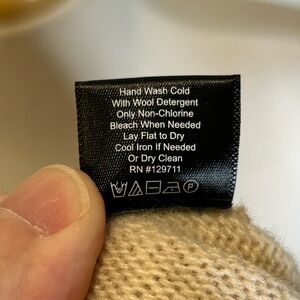 Hand Wash Cold
With Wool Detergent
Only Non-Chlorine
Bleach When Needed
Lay Flat to Dry
Cool Iron If Needed
Or Dry Clean
RN #129711